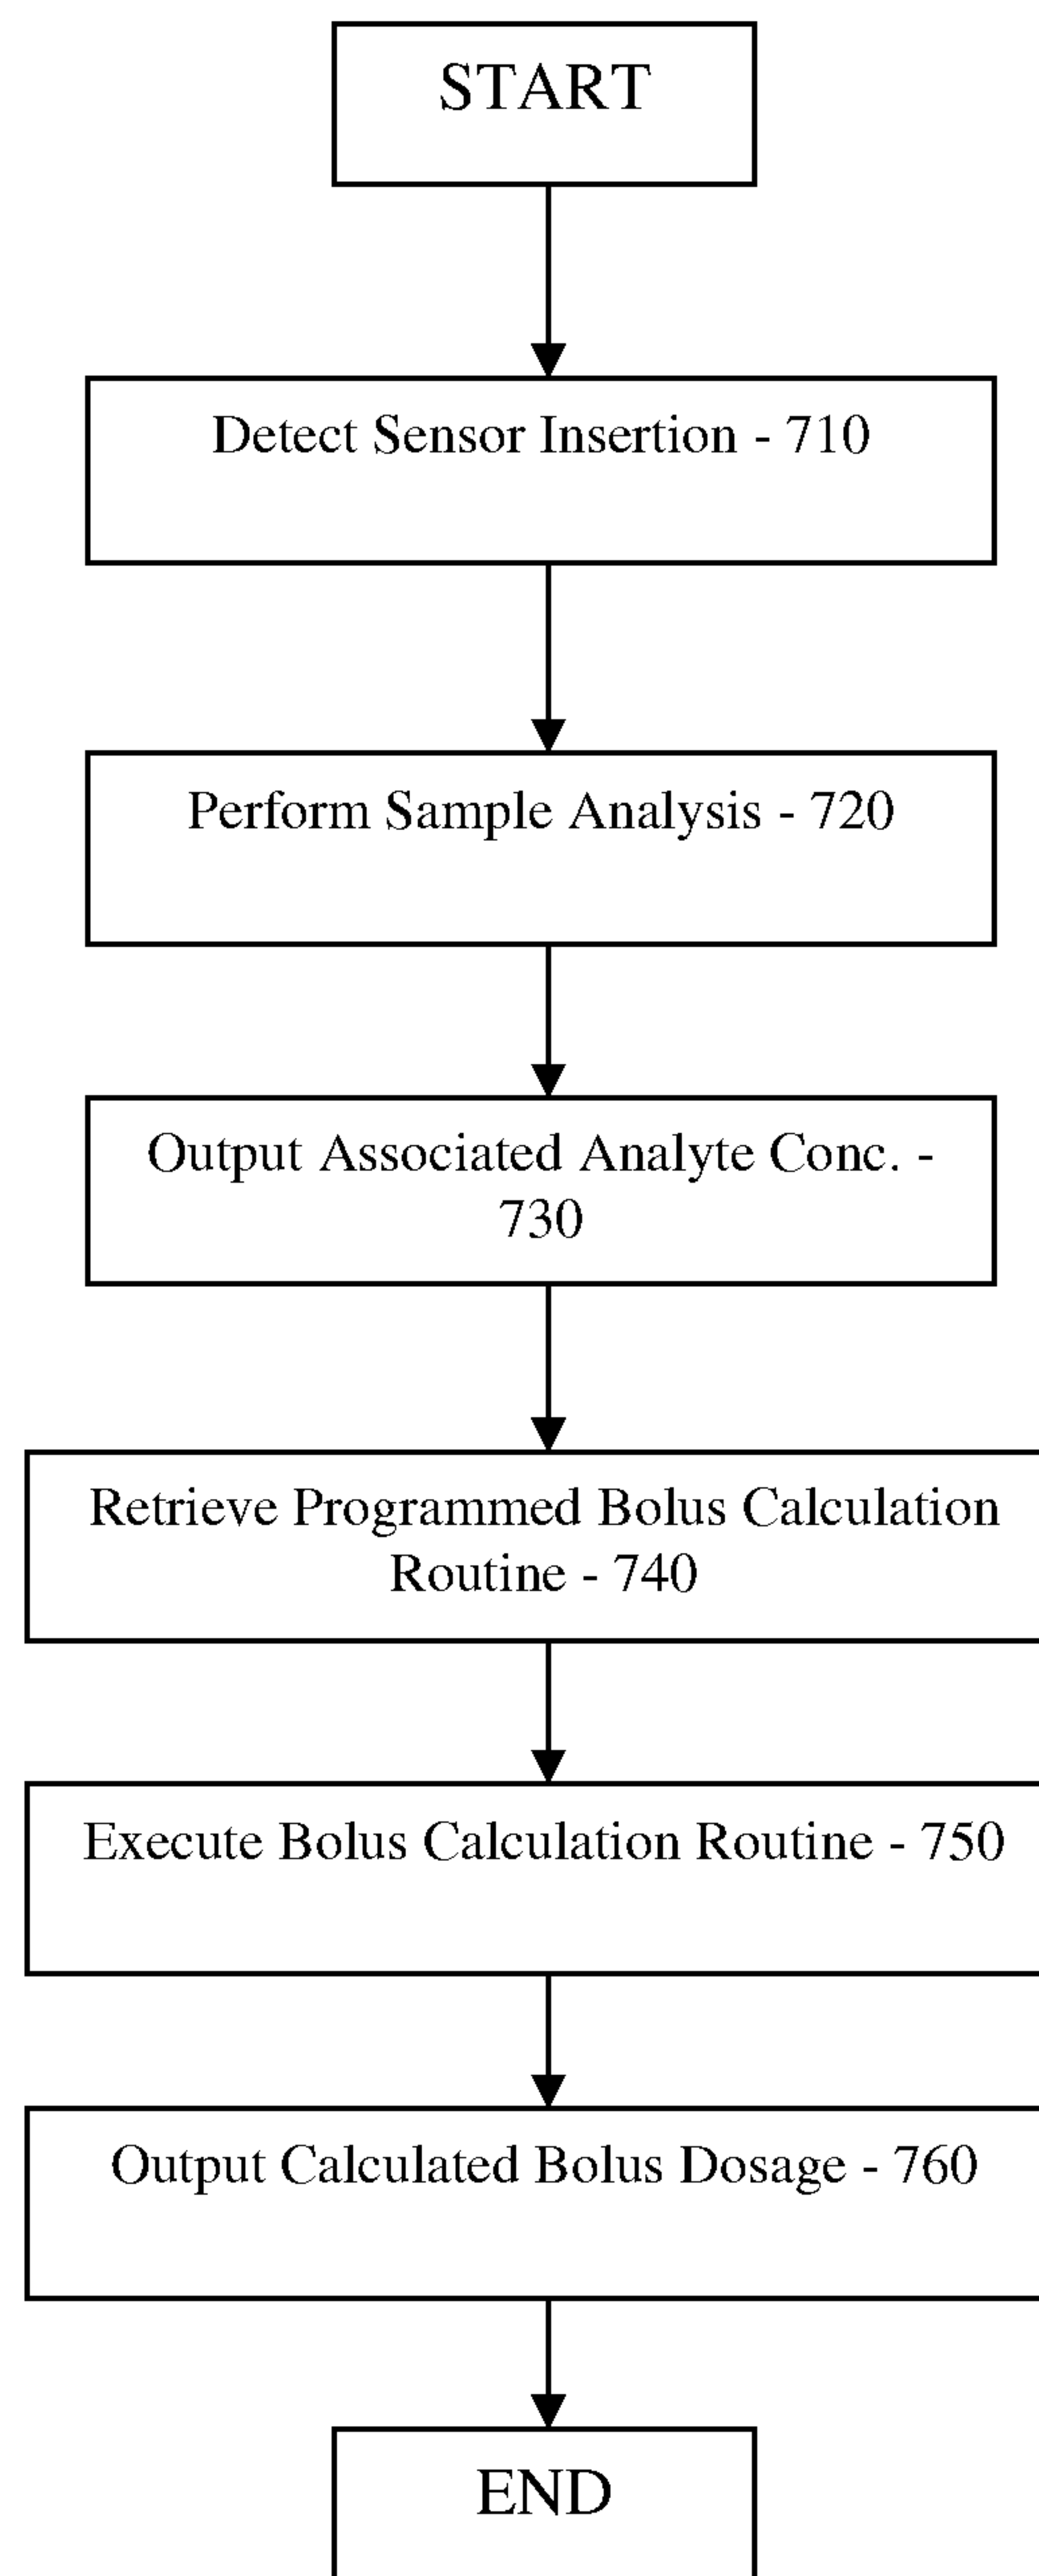 START
Detect Sensor Insertion - 710
Perform Sample Analysis - 720
Output Associated Analyte Conc. -
730
Retrieve Programmed Bolus Calculation
Routine - 740
Execute Bolus Calculation Routine - 750
Output Calculated Bolus Dosage - 760
END